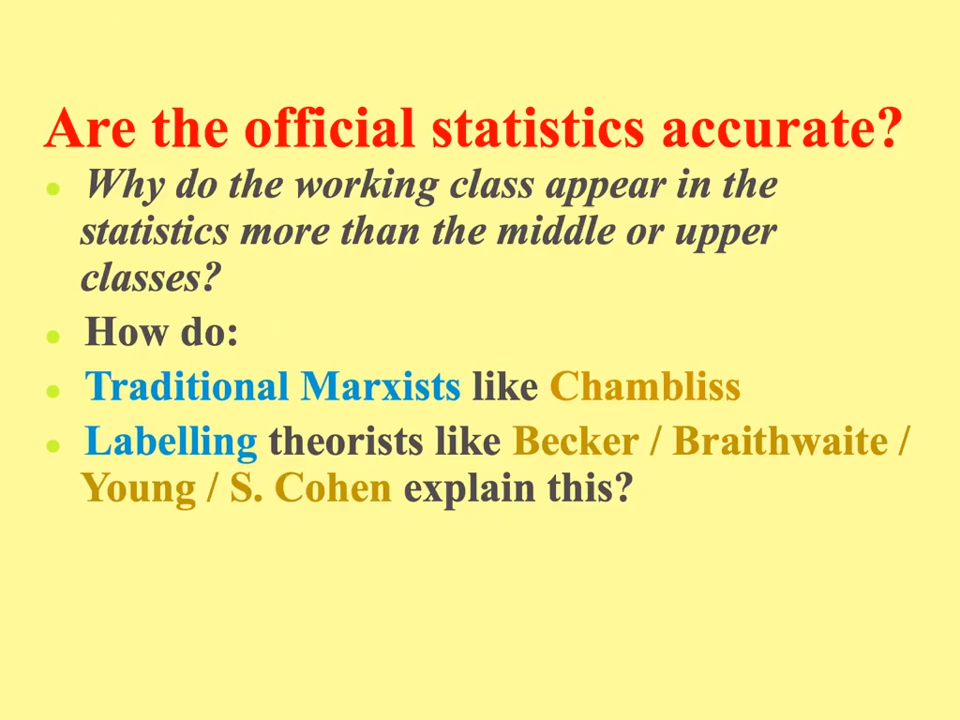 Are the official statistics accurate?
• Why do the working class appear in the
statistics more than the middle or upper
classes?
• How do:
• Traditional Marxists like Chambliss
• Labelling theorists like Becker / Braithwaite /
Young / S. Cohen explain this?